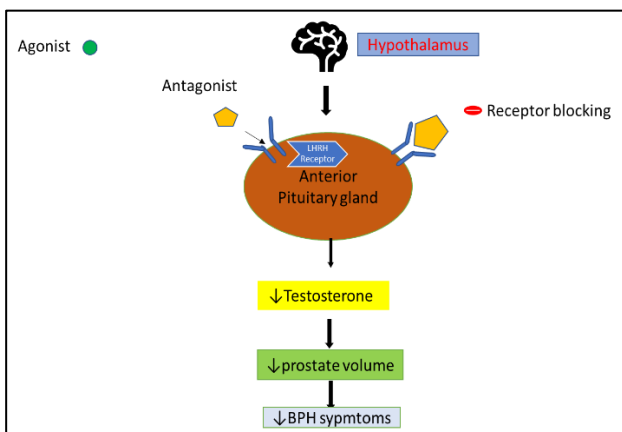 Agonist
Hypothalamus
Antagonist
Receptor blocking
LHRH
Receptor
Anterior
Pituitary gland
↓Testosterone
↓prostate volume
↓BPH sypmtoms